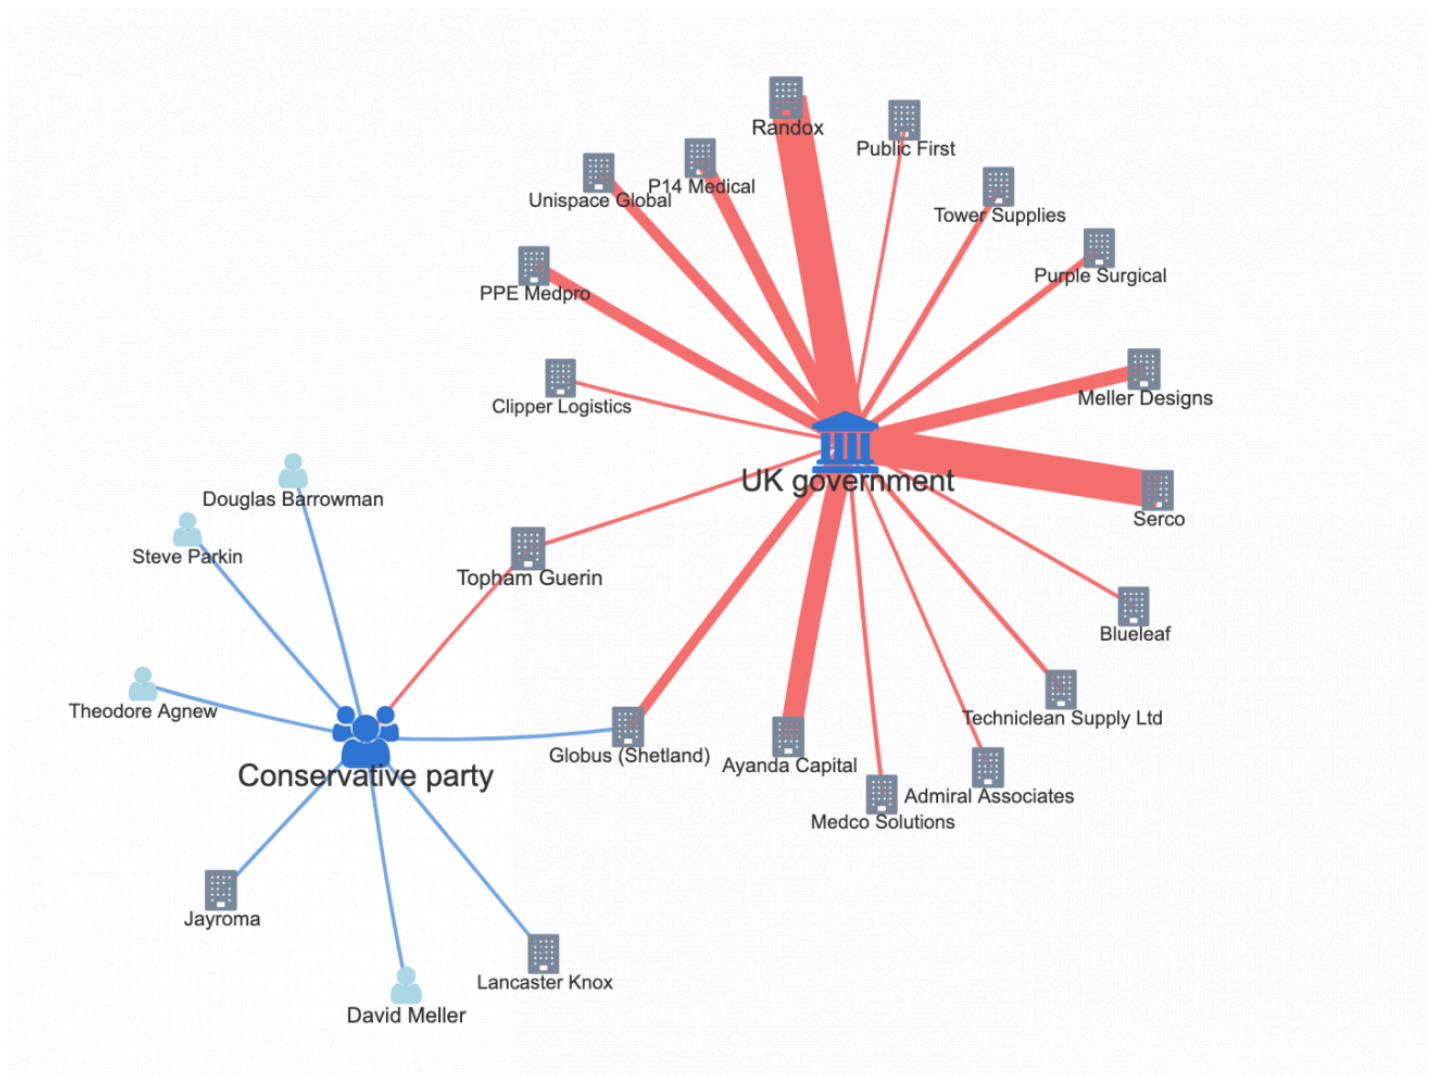 Randox
Public First
P14 Medical
Unispace Global
Tower Supplies
Purple Surgical
PPE Medpro
Meller Designs
Clipper Logistics
UK government
Douglas Barrowman
Serco
Steve Parkin
Topham Guerin
Blueleaf
Theodore Agnew
Techniclean Supply Ltd
Globus (Shetland)
Ayanda Capital
Conservative party
Admiral Associates
Medco Solutions
Jayroma
Lancaster Knox
David Meller